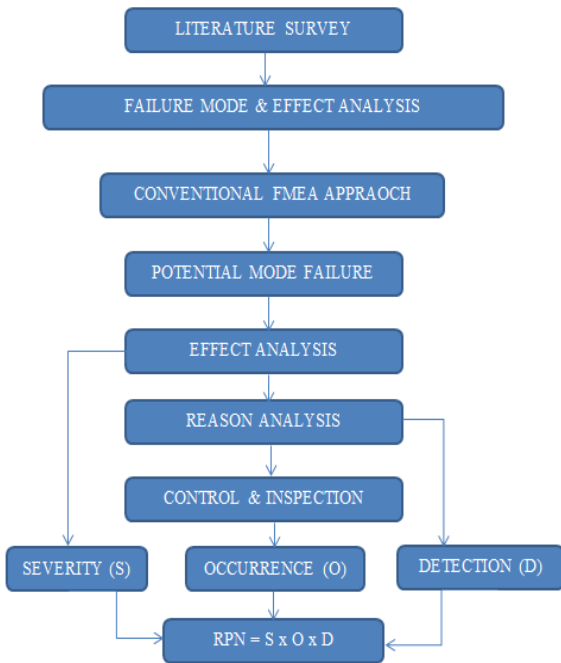 LITERATURE SURVEY
FAILURE MODE & EFFECT ANALYSIS
CONVENTIONAL FMEA APPRAOCH
POTENTIAL MODE FAILURE
EFFECT ANALYSIS
REASON ANALYSIS
CONTROL & INSPECTION
SEVERITY (S)
OCCURRENCE (O)
DETECTION (D)
RPN = S x O x D